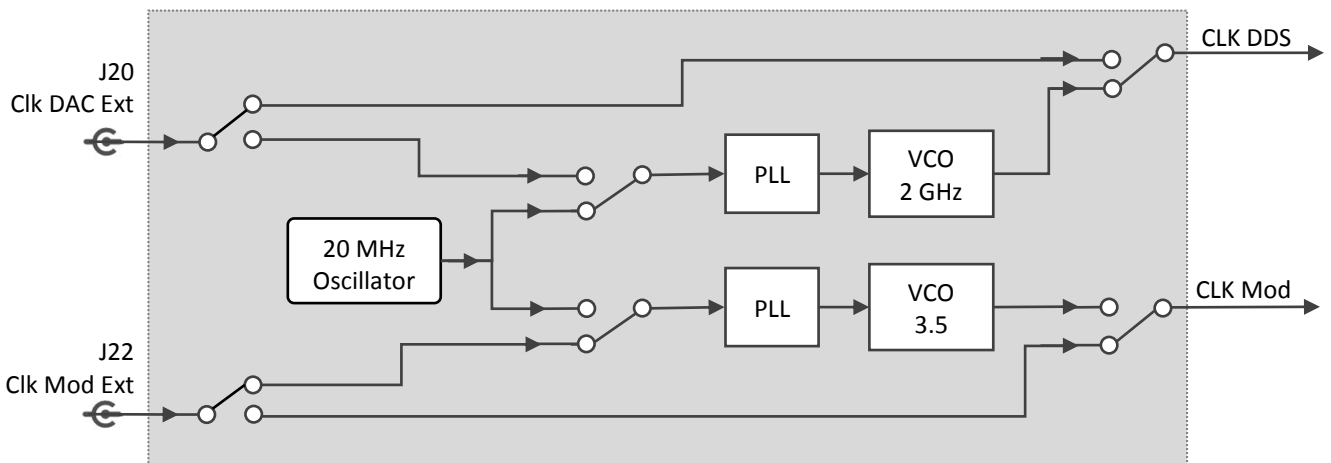 CLK DDS
J20
Clk DAC Ext
PLL
VCO
2 GHz
20 MHz
Oscillator
PLL
VCO
3.5
CLK Mod
J22
Clk Mod Ext